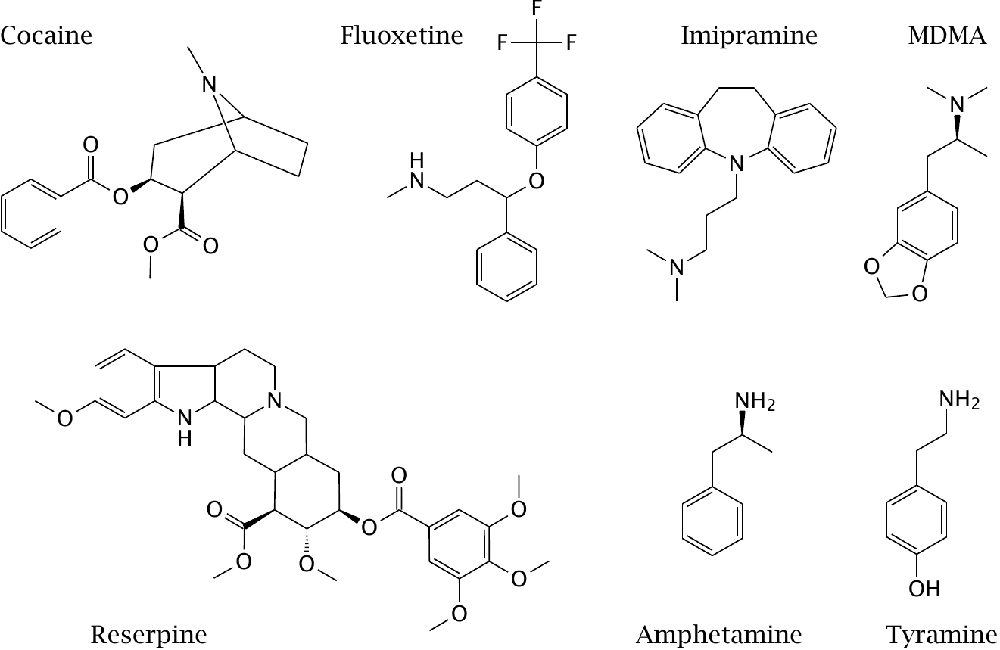 Cocaine
Fluoxetine
Imipramine
MDMA
F
F
F
N
N
O
H
N
O
O
N
O
O
N
O
O
N
NH2
NH2
O
N
H
O
O
O
O
O
O
O
O
OH
O
Reserpine
Amphetamine
Tyramine